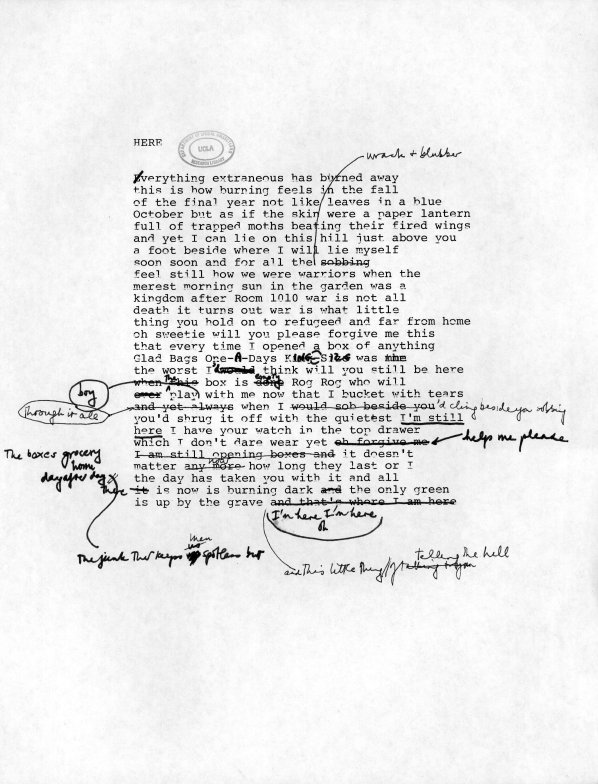 HERE
UCLA
wrack + blubber
Everything extraneous has burned away
this is how burning feels in the fall
of the final year not like leaves in a blue
October but as if the skin were a paper lantern
full of trapped moths beating their fired wings
and yet I can lie on this hill just above you
a foot beside where I will lie myself
soon soon and for all the sobbing
feel still how we were warriors when the
merest morning sun in the garden was a
kingdom after Room 1010 war is not all
death it turns out war is what little
thing you hold on to refugeed and far from home
oh sweetie will you please forgive me this
that every time I opened a box of anything
Glad Bags One-A-Days KING-SIZE was
the worst I'd think will you still be here
when the box is empty Rog Rog who will
boy
play with me now that I bucket with tears
through it all
and yet always when I would sob beside you'd cling beside you sobbing
you'd shrug it off with the quietest I'm still
here I have your watch in the top drawer
which I don't dare wear yet oh forgive me helps me please
The boxes grocery
home
day after day
I am still opening boxes and it doesn't
matter any more now how long they last or I
the day has taken you with it and all
there it is now is burning dark and the only green
is up by the grave and that's where I am here
I'm here I'm here
oh
The junk that keeps men spotless but
and this little thing of telling the hill